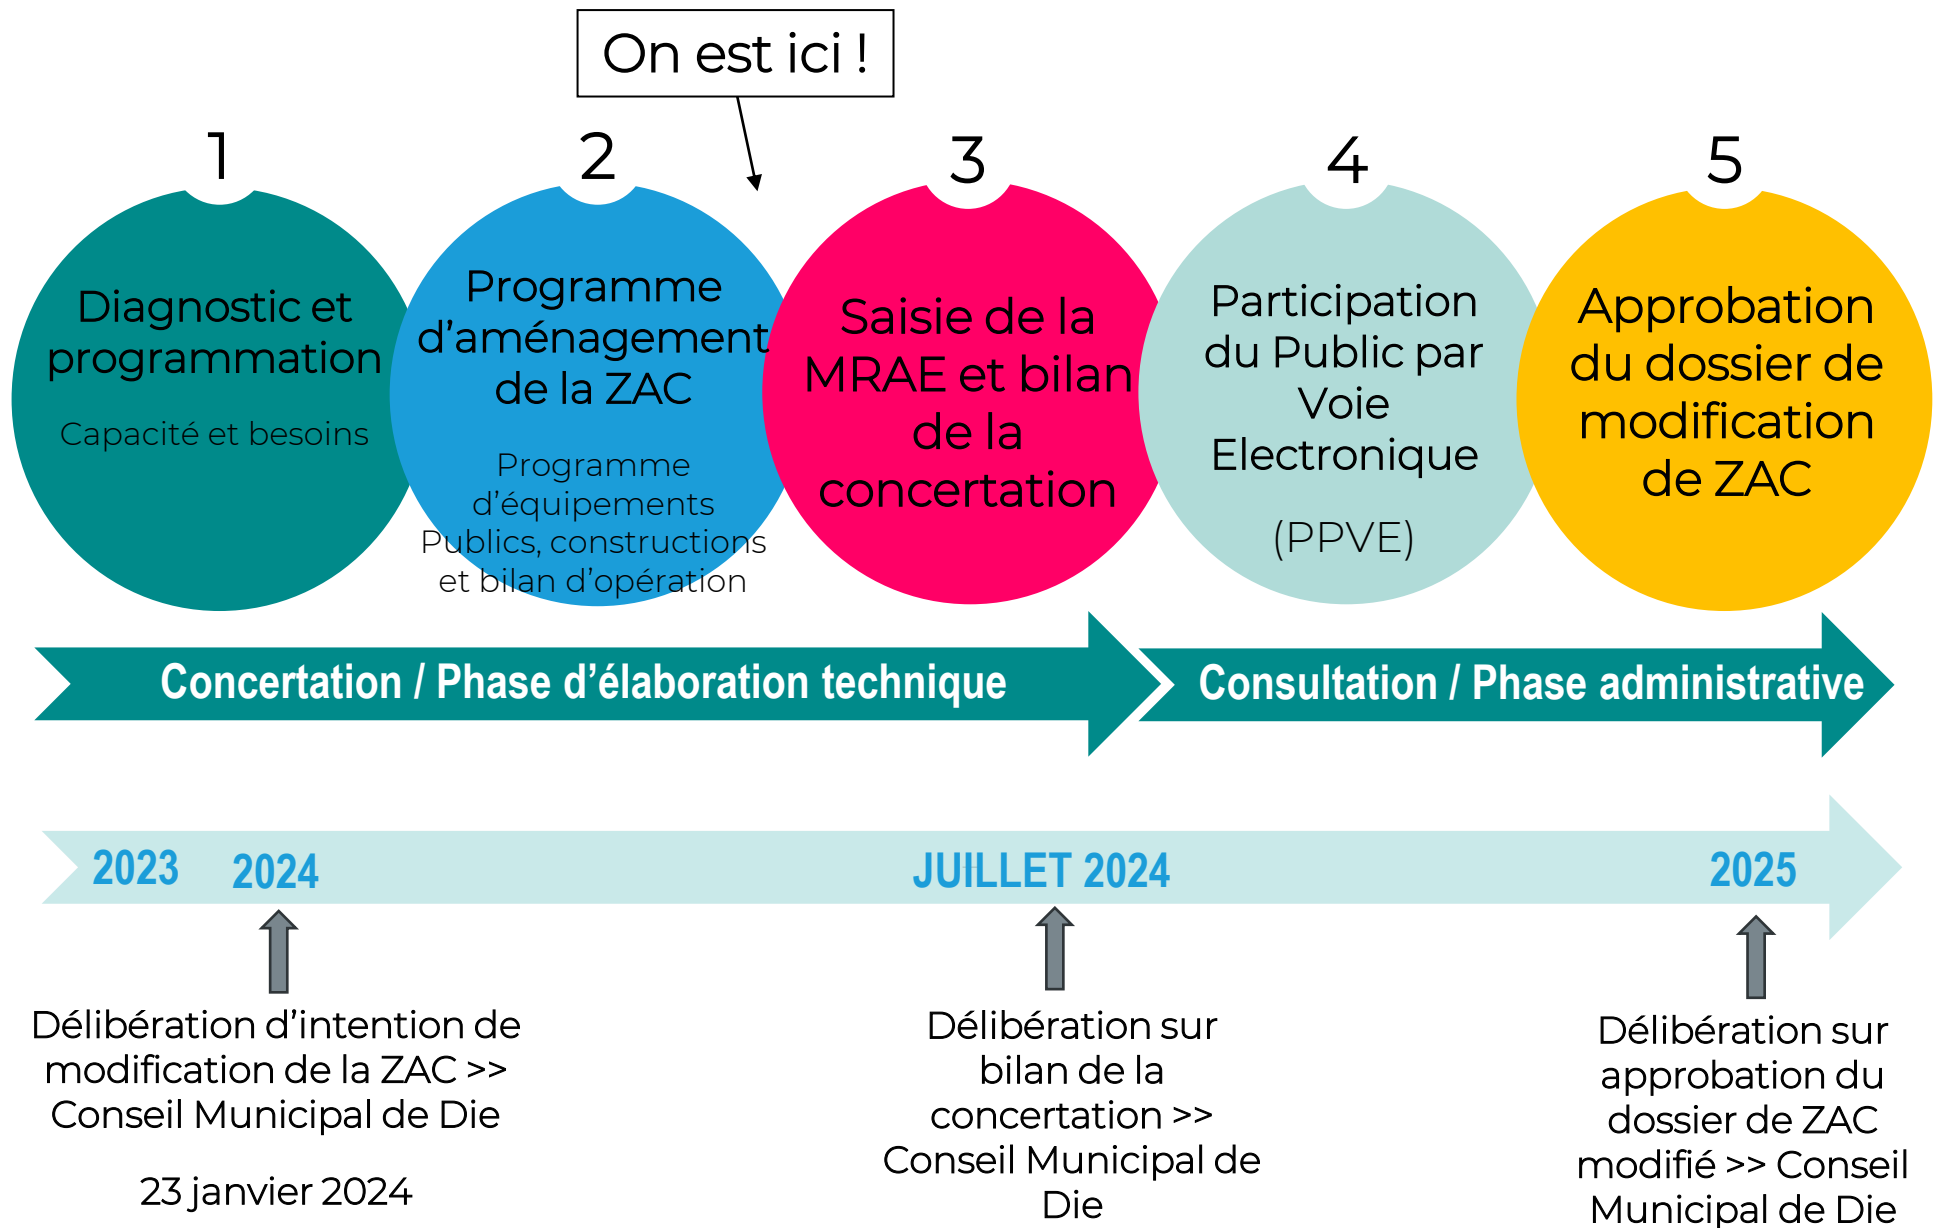 On est ici !
1
2
3
4
5
Diagnostic et
programmation
Capacité et besoins
Programme
d’aménagement
de la ZAC
Programme
d’équipements
Publics, constructions
et bilan d’opération
Saisie de la
MRAE et bilan
de la
concertation
Participation
du Public par
Voie
Electronique
(PPVE)
Approbation
du dossier de
modification
de ZAC
Concertation / Phase d’élaboration technique
Consultation / Phase administrative
2023
2024
JUILLET 2024
2025
Délibération d’intention de
modification de la ZAC >>
Conseil Municipal de Die
23 janvier 2024
Délibération sur
bilan de la
concertation >>
Conseil Municipal de
Die
Délibération sur
approbation du
dossier de ZAC
modifié >> Conseil
Municipal de Die